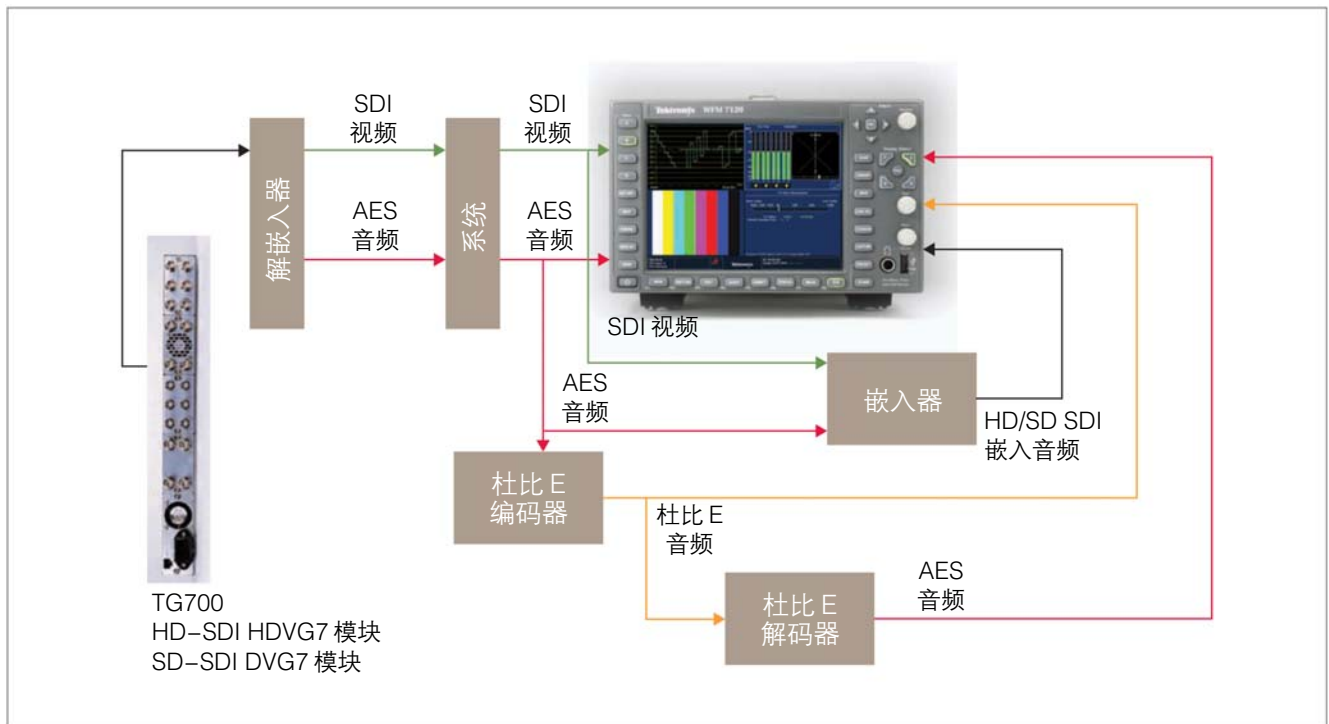 SDI
视频
SDI
视频
Tektronix WFM 7120
解嵌入器
AES
音频
系统
AES
音频
SDI 视频
AES
音频
嵌入器
HD/SD SDI
嵌入音频
杜比 E
编码器
杜比 E
音频
AES
音频
杜比 E
解码器
TG700
HD–SDI HDVG7 模块
SD–SDI DVG7 模块